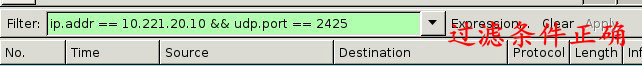 Filter: ip.addr == 10.221.20.10 && udp.port == 2425 Expression... Clear Apply
过滤条件正确
No. Time Source Destination Protocol Length Inf